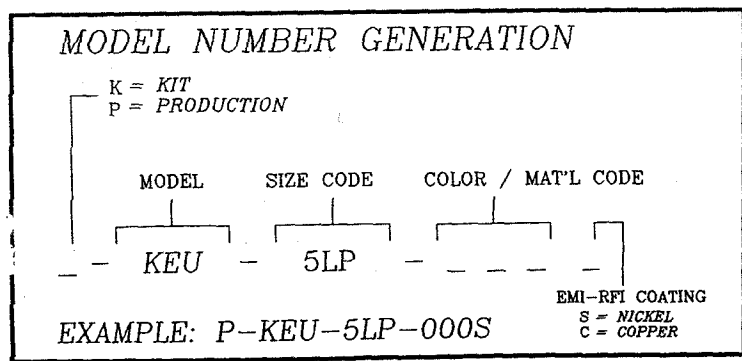 MODEL NUMBER GENERATION
K = KIT
P = PRODUCTION
MODEL SIZE CODE COLOR / MAT'L CODE
_ - KEU - 5LP - _ _ _ _
EMI-RFI COATING
S = NICKEL
C = COPPER
EXAMPLE: P-KEU-5LP-000S